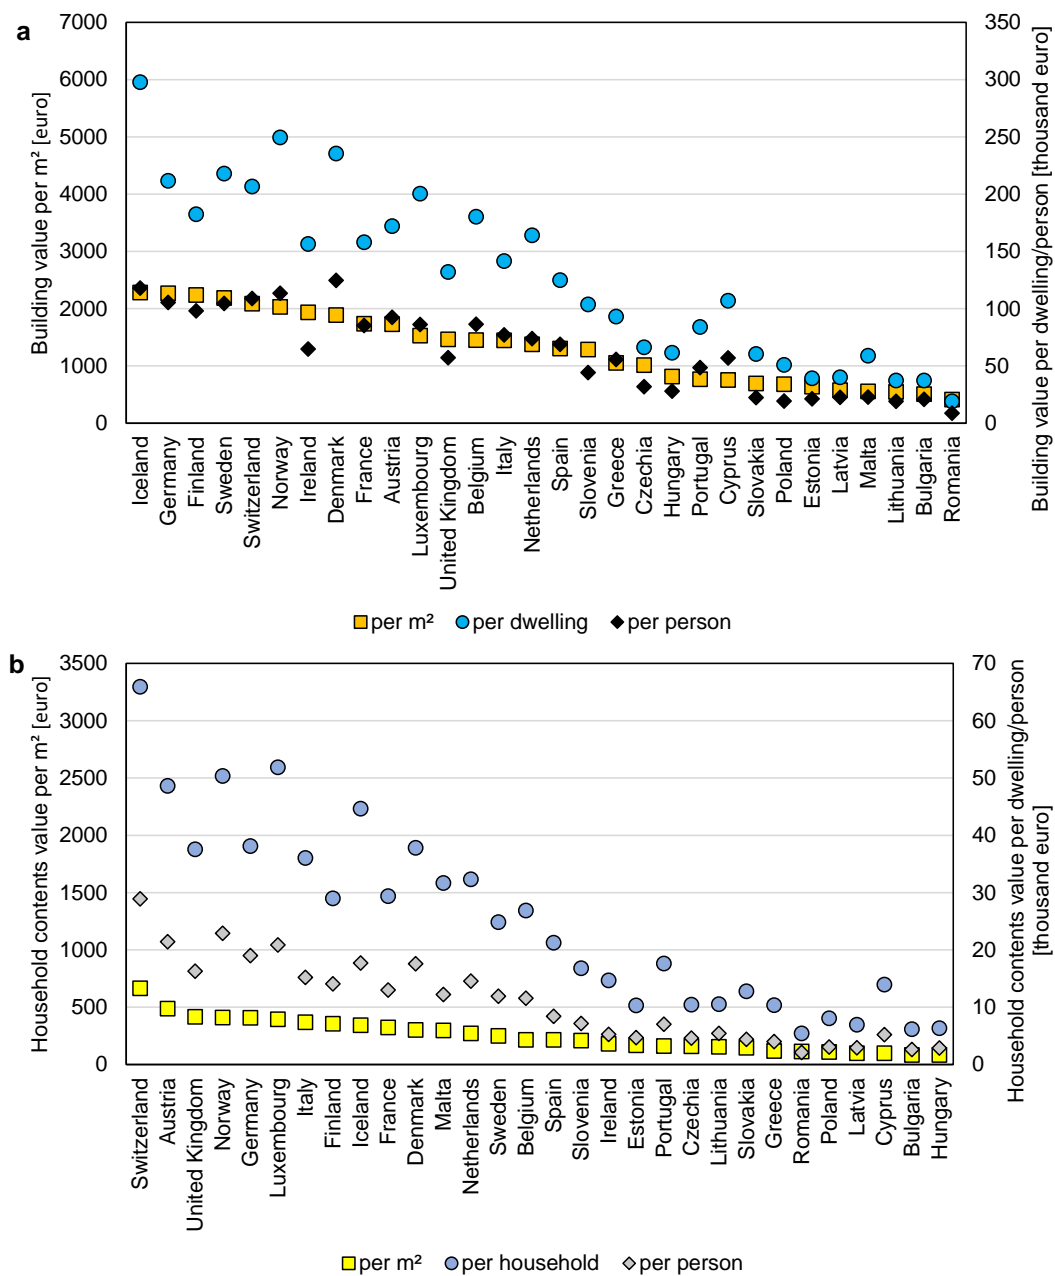 a
Building value per m² [euro]
7000
6000
5000
4000
3000
2000
1000
0
350
300
250
200
150
100
50
0
Building value per dwelling/person [thousand euro]
Iceland
Germany
Finland
Sweden
Switzerland
Norway
Ireland
Denmark
France
Austria
Luxembourg
United Kingdom
Belgium
Italy
Netherlands
Spain
Slovenia
Greece
Czechia
Hungary
Portugal
Cyprus
Slovakia
Poland
Estonia
Latvia
Malta
Lithuania
Bulgaria
Romania
per m² per dwelling per person
b
Household contents value per m² [euro]
3500
3000
2500
2000
1500
1000
500
0
70
60
50
40
30
20
10
0
Household contents value per dwelling/person
[thousand euro]
Switzerland
Austria
United Kingdom
Norway
Germany
Luxembourg
Italy
Finland
Iceland
France
Denmark
Malta
Netherlands
Sweden
Belgium
Spain
Slovenia
Ireland
Estonia
Portugal
Czechia
Lithuania
Slovakia
Greece
Romania
Poland
Latvia
Cyprus
Bulgaria
Hungary
per m² per household per person